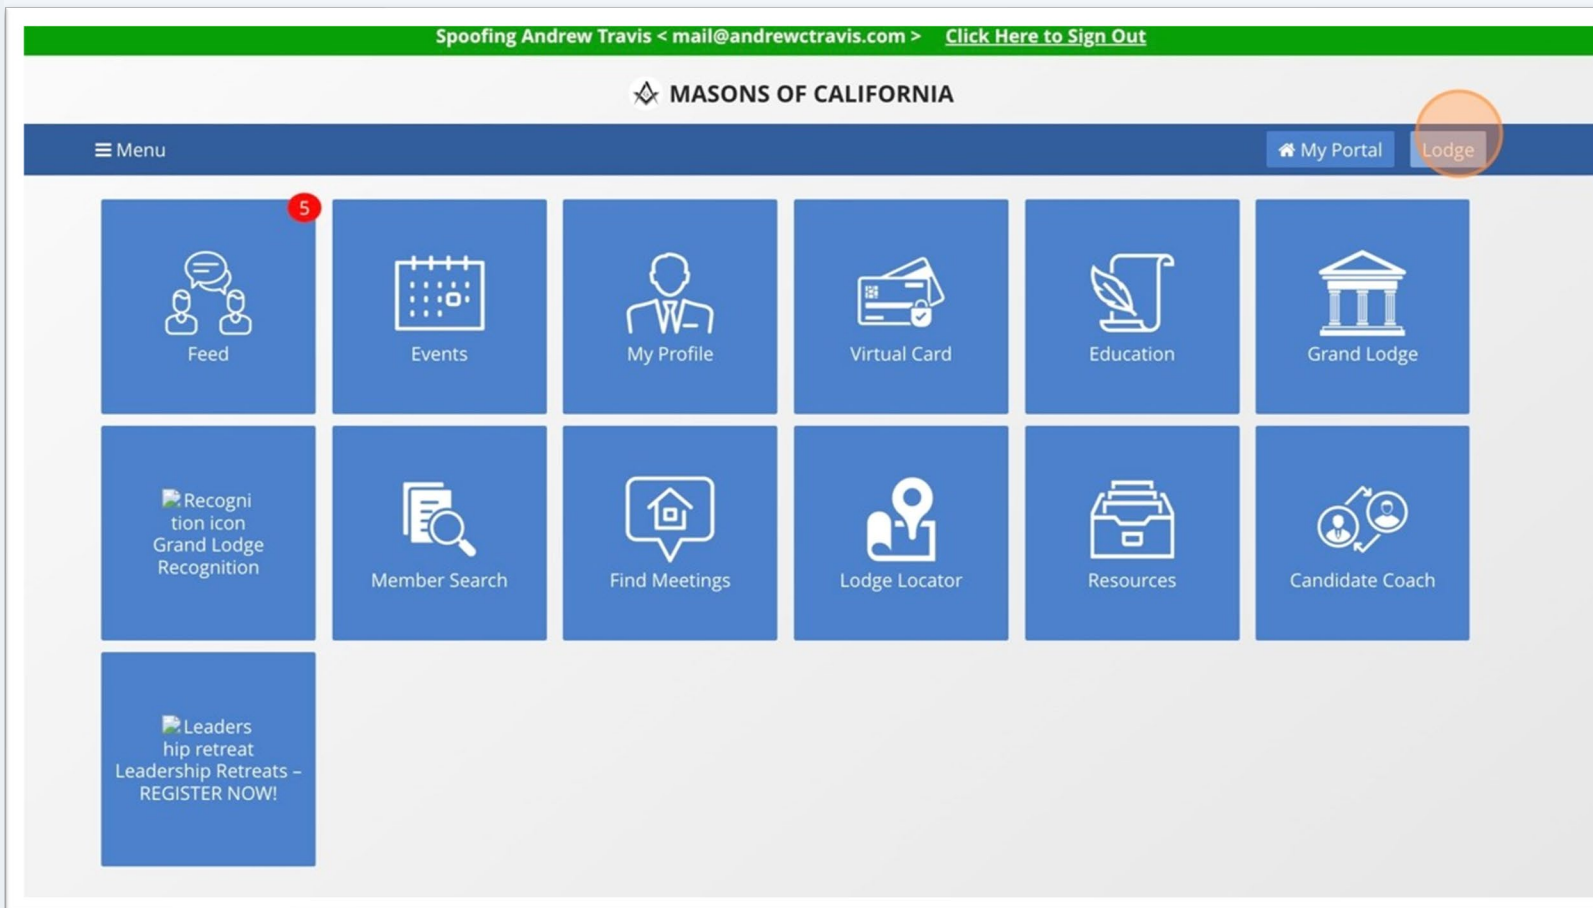 Spoofing Andrew Travis < mail@andrewctravis.com > Click Here to Sign Out
MASONS OF CALIFORNIA
Menu
My Portal
Lodge
5
Feed
Events
My Profile
Virtual Card
Education
Grand Lodge
Recogni
tion icon
Grand Lodge
Recognition
Member Search
Find Meetings
Lodge Locator
Resources
Candidate Coach
Leaders
hip retreat
Leadership Retreats –
REGISTER NOW!